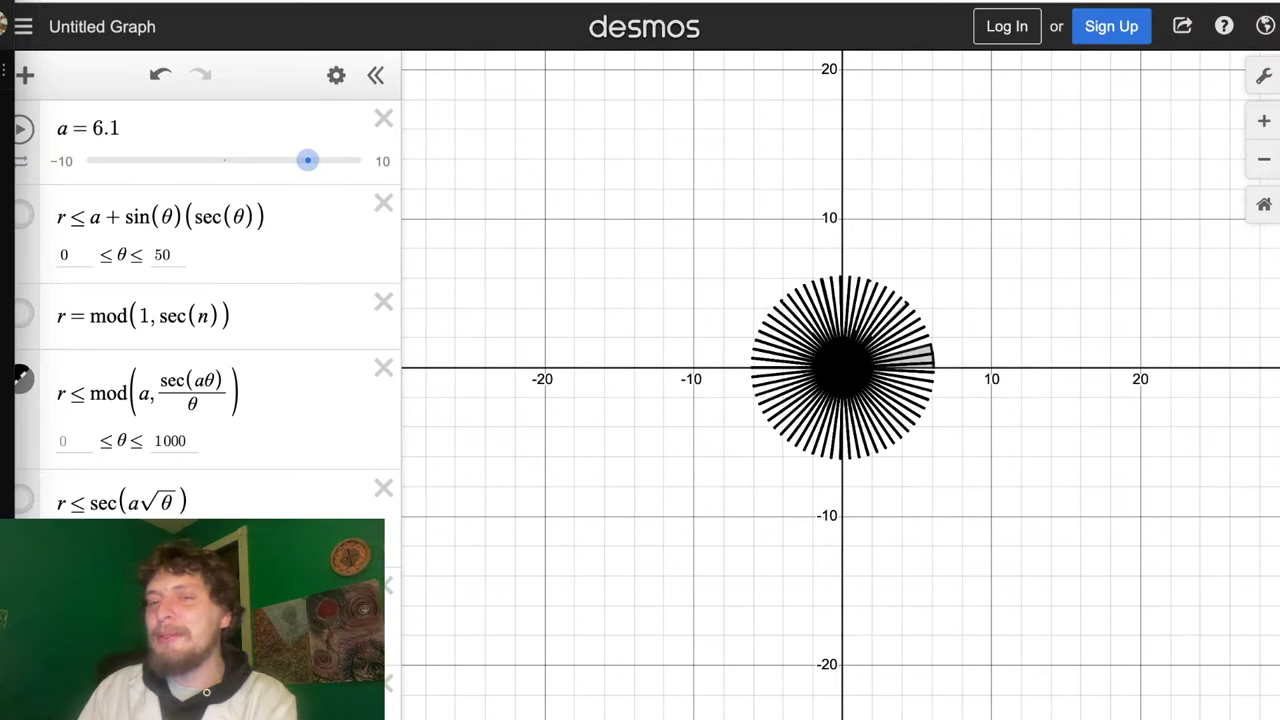 Untitled Graph
desmos
Log In or Sign Up
a = 6.1
−10 10
r ≤ a + sin(θ)(sec(θ))
0 ≤ θ ≤ 50
r = mod(1, sec(n))
r ≤ mod(a, sec(aθ)/θ)
0 ≤ θ ≤ 1000
r ≤ sec(a√θ)
20
10
-20 -10 0 10 20
-10
-20